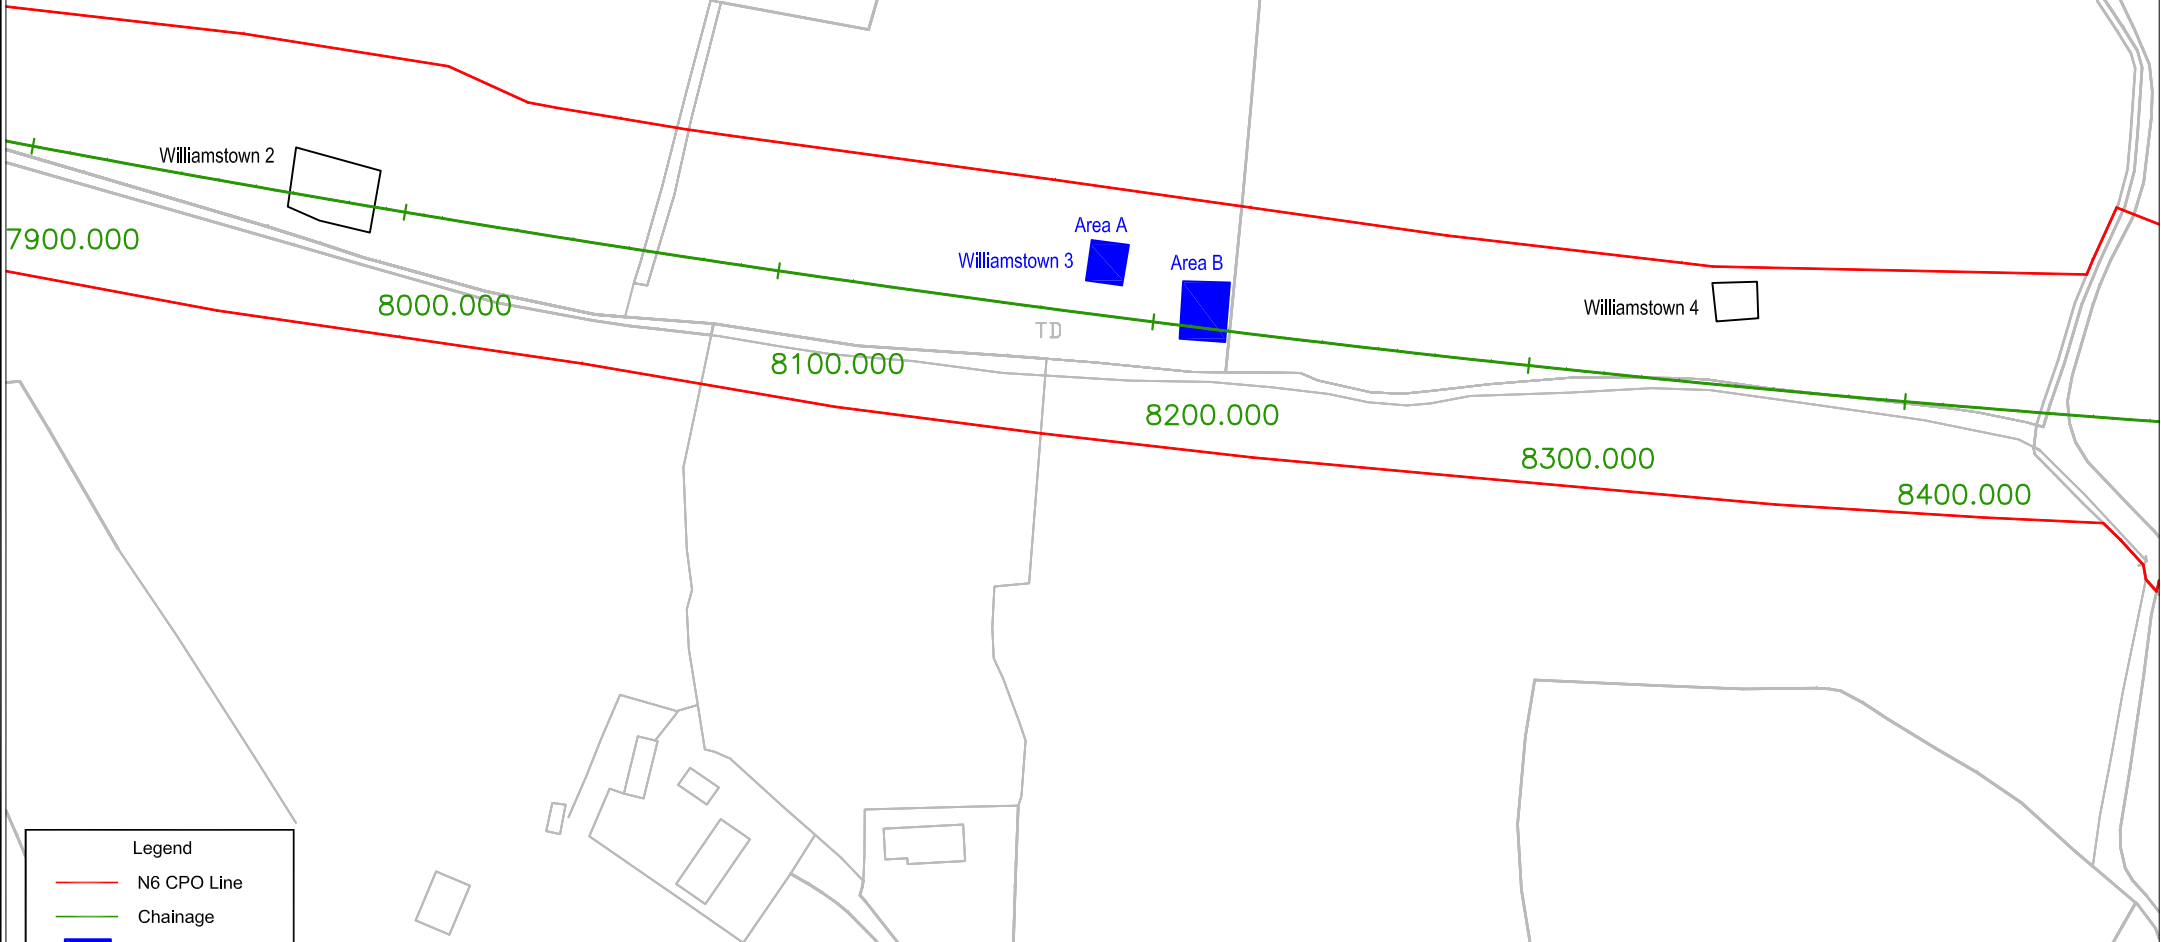 Williamstown 2
Area A
7900.000
Williamstown 3
Area B
8000.000
Williamstown 4
TD
8100.000
8200.000
8300.000
8400.000
Legend
N6 CPO Line
Chainage